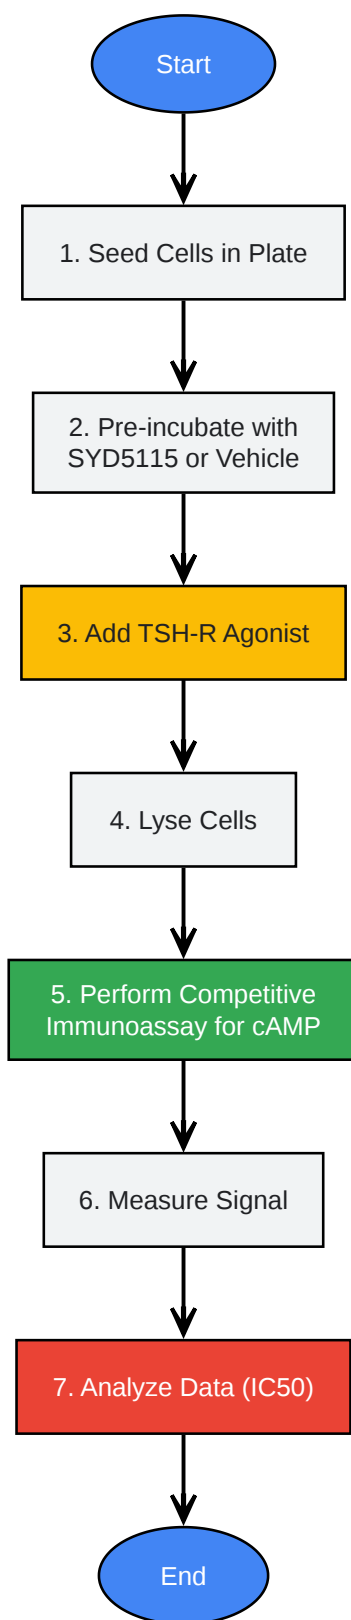 Start
1. Seed Cells in Plate
2. Pre-incubate with
SYD5115 or Vehicle
3. Add TSH-R Agonist
4. Lyse Cells
5. Perform Competitive
Immunoassay for cAMP
6. Measure Signal
7. Analyze Data (IC50)
End